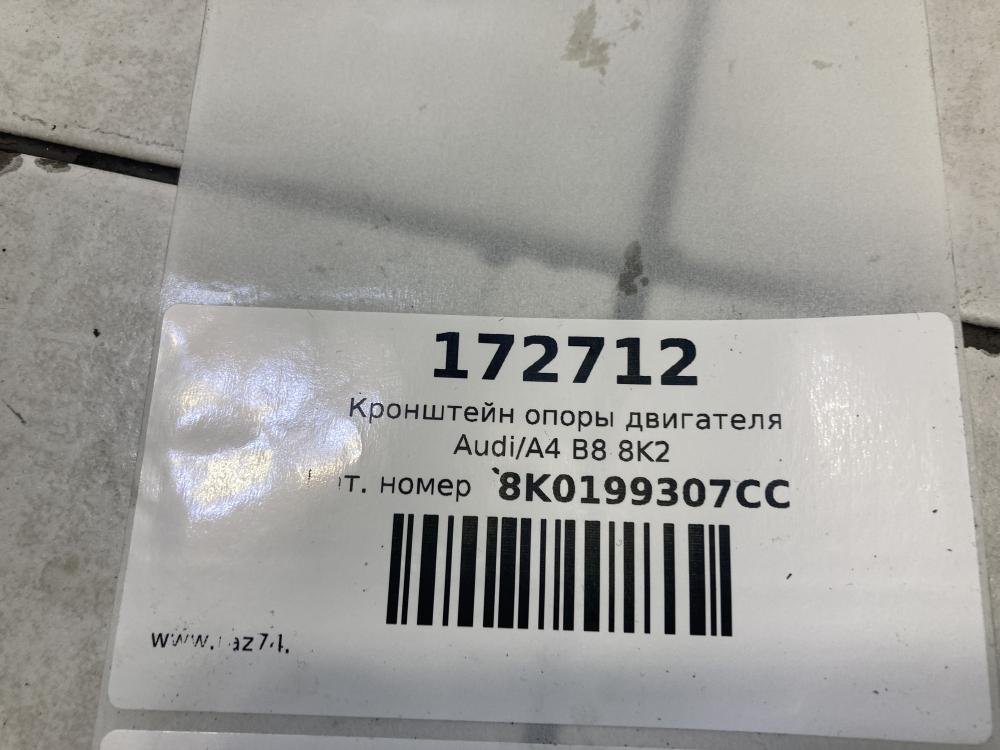 172712
Кронштейн опоры двигателя
Audi/A4 B8 8K2
номер 8K0199307CC